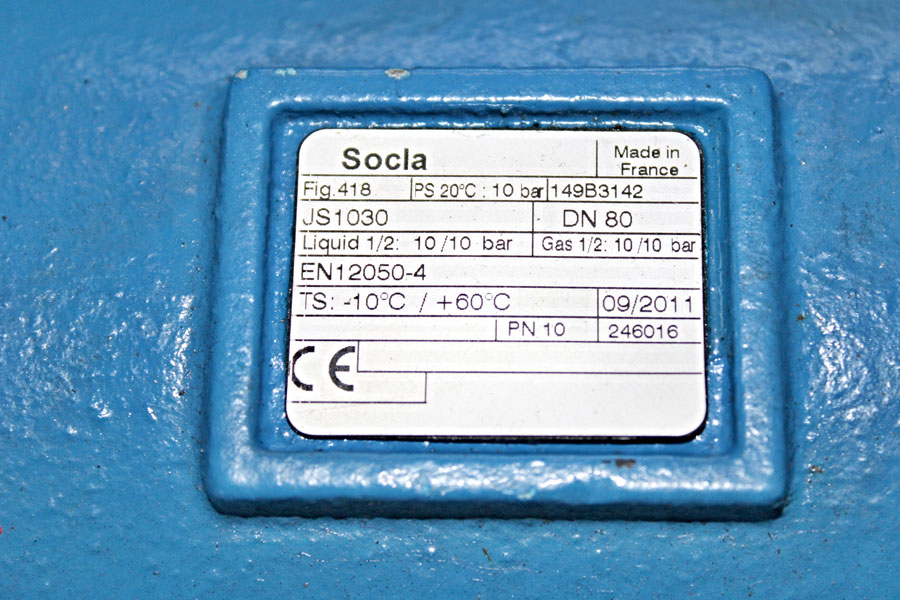 Socla
Made in
France
Fig.418 PS 20°C : 10 bar 149B3142
JS1030 DN 80
Liquid 1/2: 10/10 bar Gas 1/2: 10/10 bar
EN12050-4
TS: -10°C / +60°C 09/2011
PN 10 246016
CE